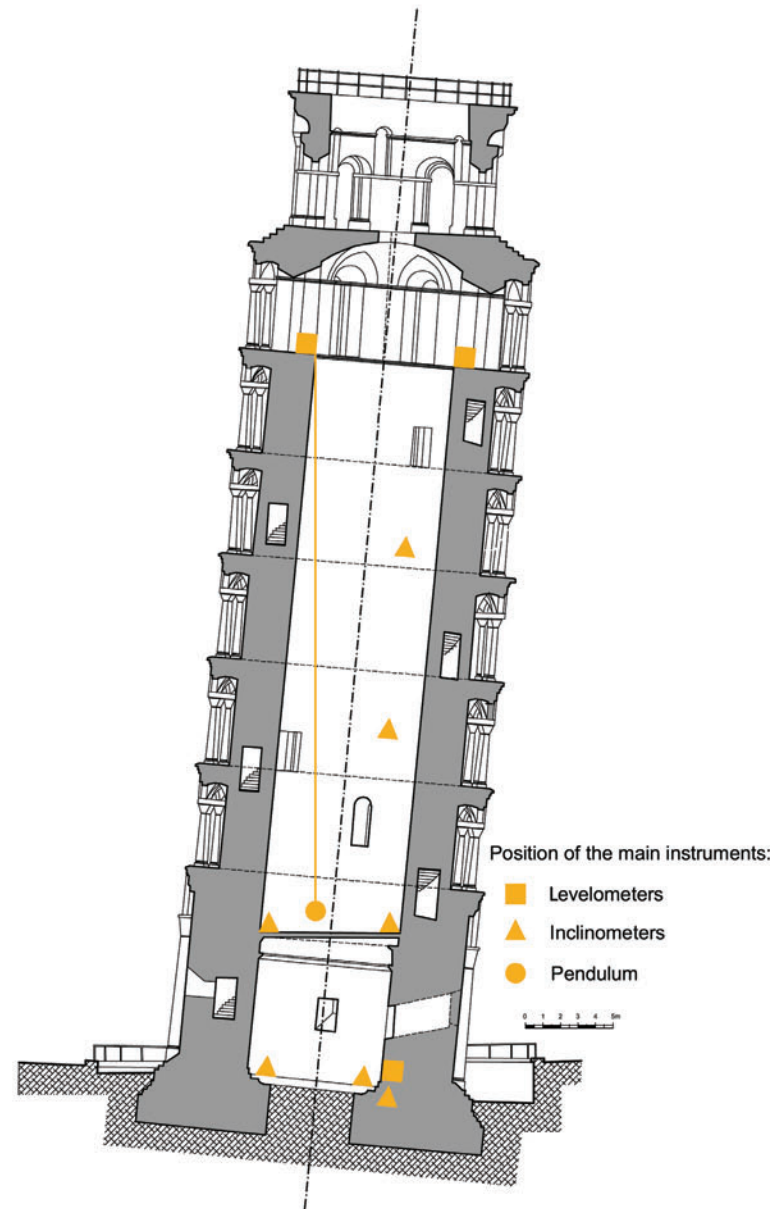 Position of the main instruments:
Levelometers
Inclinometers
Pendulum
0 1 2 3 4 5m